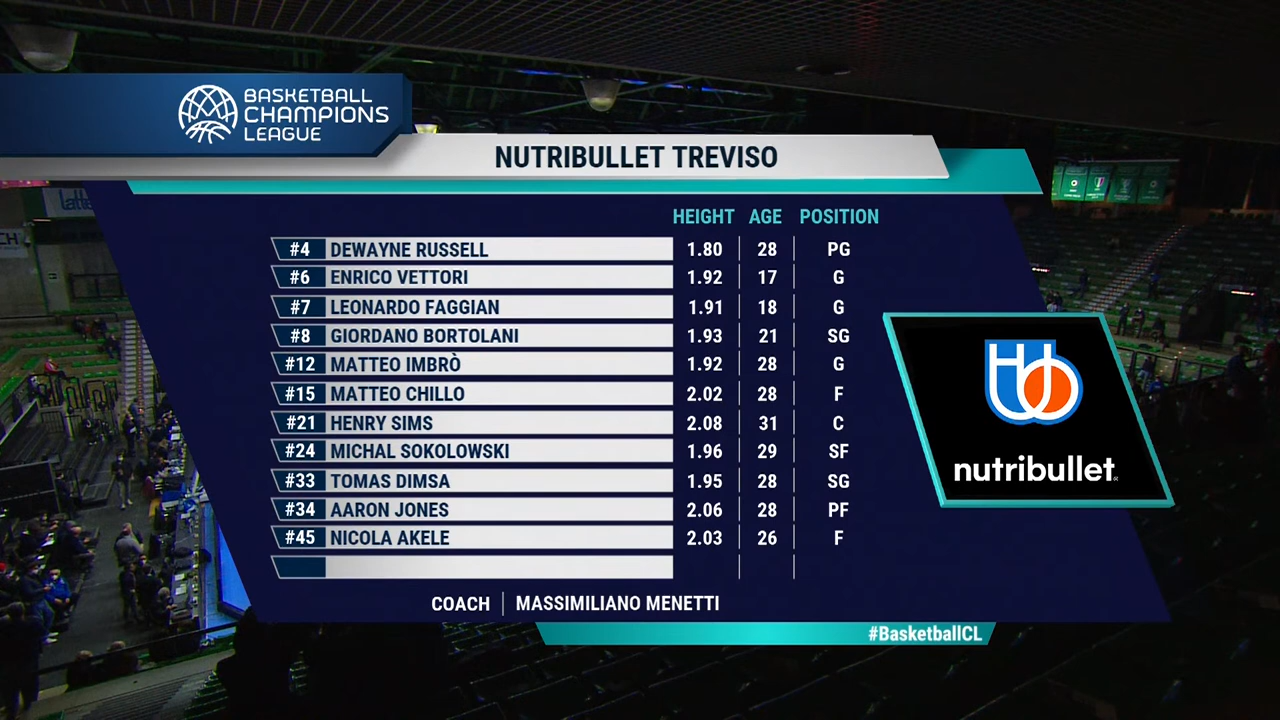 BASKETBALL
CHAMPIONS
LEAGUE
NUTRIBULLET TREVISO
HEIGHT AGE POSITION
#4 DEWAYNE RUSSELL 1.80 28 PG
#6 ENRICO VETTORI 1.92 17 G
#7 LEONARDO FAGGIAN 1.91 18 G
#8 GIORDANO BORTOLANI 1.93 21 SG
#12 MATTEO IMBRÒ 1.92 28 G
#15 MATTEO CHILLO 2.02 28 F
#21 HENRY SIMS 2.08 31 C
#24 MICHAL SOKOLOWSKI 1.96 29 SF
#33 TOMAS DIMSA 1.95 28 SG
#34 AARON JONES 2.06 28 PF
#45 NICOLA AKELE 2.03 26 F
nutribullet
COACH MASSIMILIANO MENETTI
#BasketballCL